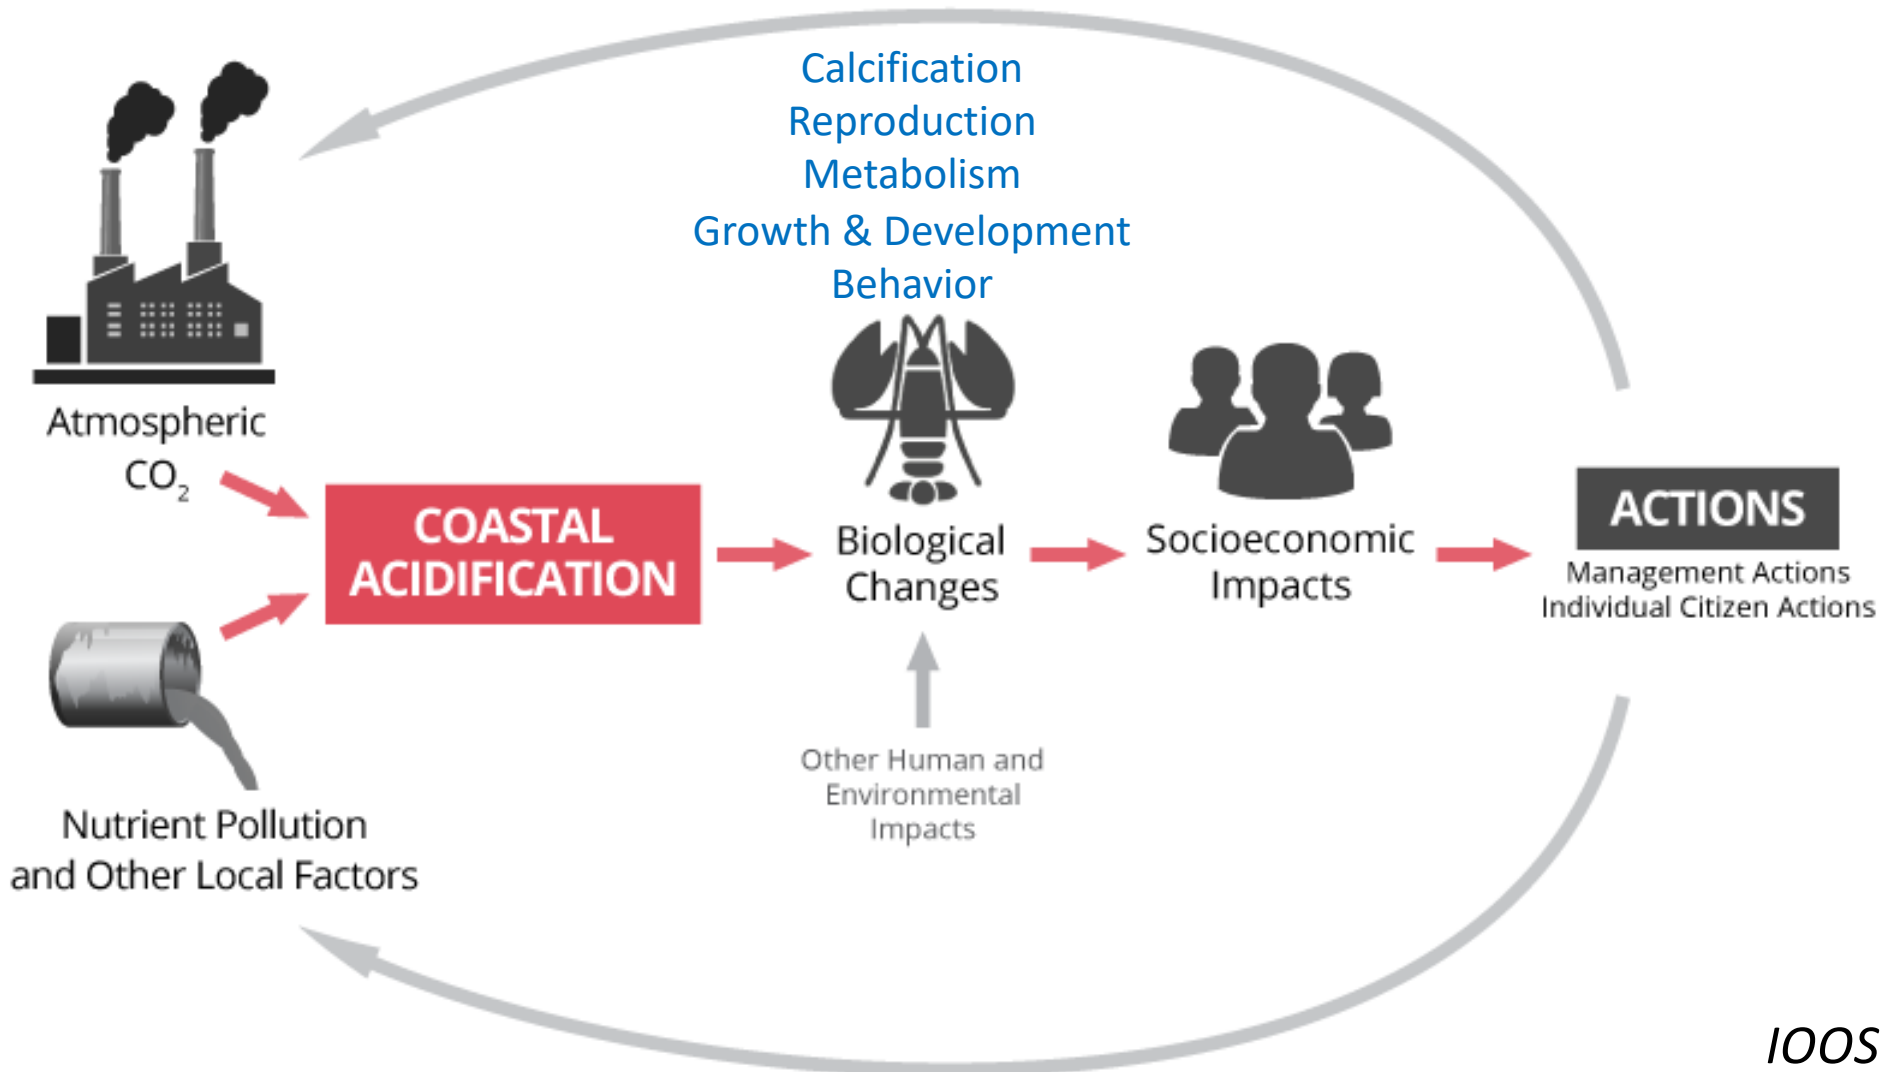 Calcification
Reproduction
Metabolism
Growth & Development
Behavior
Atmospheric
CO₂
COASTAL
ACIDIFICATION
Biological
Changes
Socioeconomic
Impacts
ACTIONS
Management Actions
Individual Citizen Actions
Other Human and
Environmental
Impacts
Nutrient Pollution
and Other Local Factors
IOOS